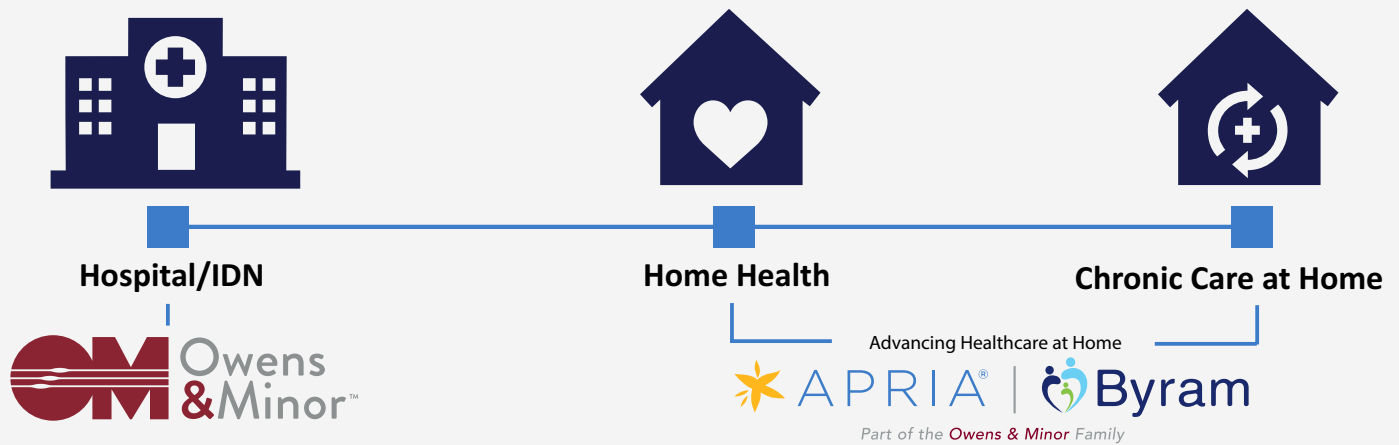 Hospital/IDN
Home Health
Chronic Care at Home
OM Owens
&Minor™
Advancing Healthcare at Home
APRIA® | Byram
Part of the Owens & Minor Family